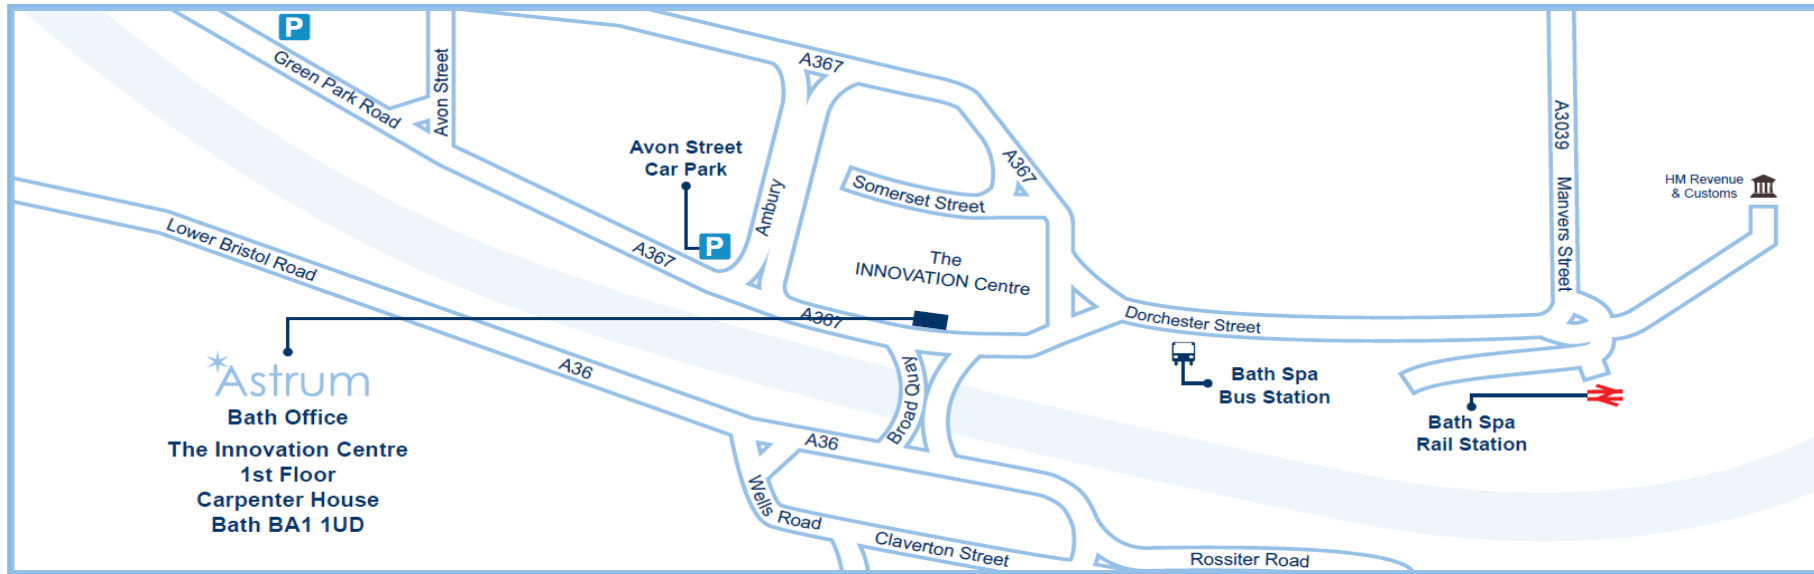 P
Green Park Road
Avon Street
A367
A367
A3039
Manvers Street
HM Revenue
& Customs
Avon Street
Car Park
P
Ambury
Somerset Street
The
INNOVATION Centre
Lower Bristol Road
A367
A367
Dorchester Street
Broad Quay
Bath Spa
Bus Station
Bath Spa
Rail Station
A36
A36
Astrum
Bath Office
The Innovation Centre
1st Floor
Carpenter House
Bath BA1 1UD
Wells Road
Claverton Street
Rossiter Road